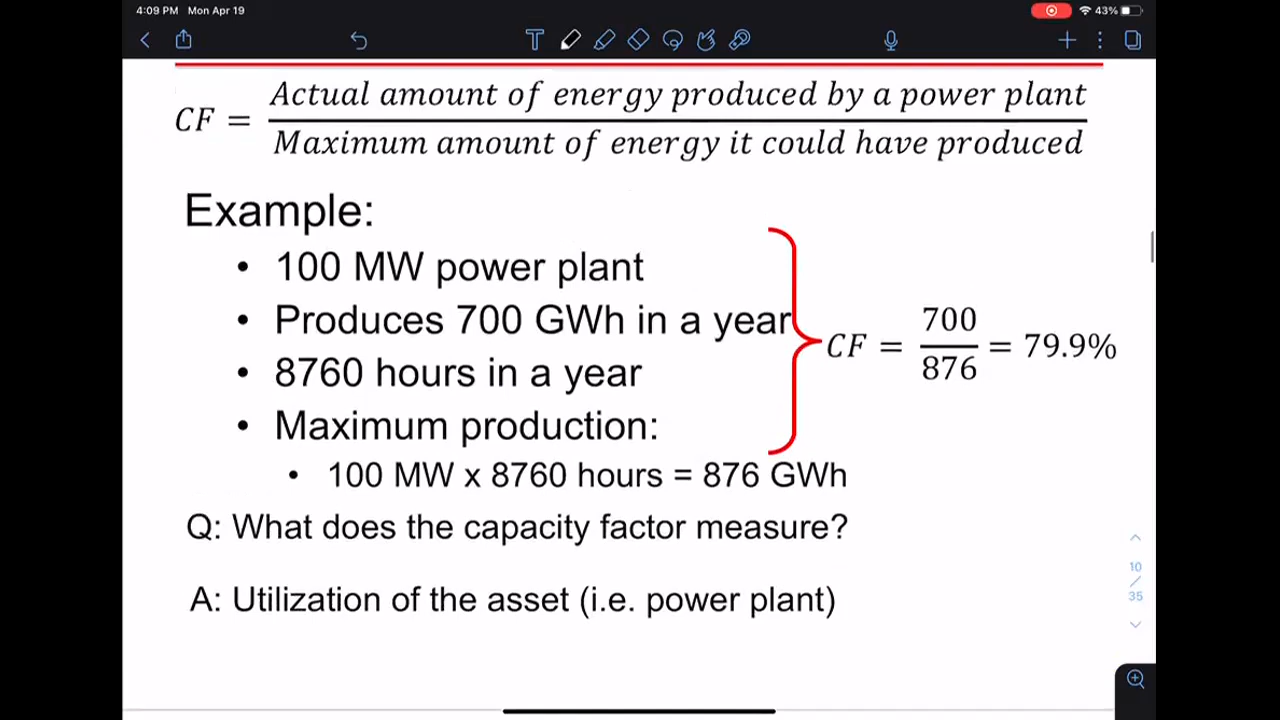 4:09 PM Mon Apr 19
43%
CF = Actual amount of energy produced by a power plant
Maximum amount of energy it could have produced
Example:
• 100 MW power plant
• Produces 700 GWh in a year
• 8760 hours in a year
• Maximum production:
• 100 MW x 8760 hours = 876 GWh
CF = 700/876 = 79.9%
Q: What does the capacity factor measure?
A: Utilization of the asset (i.e. power plant)
10
/
35